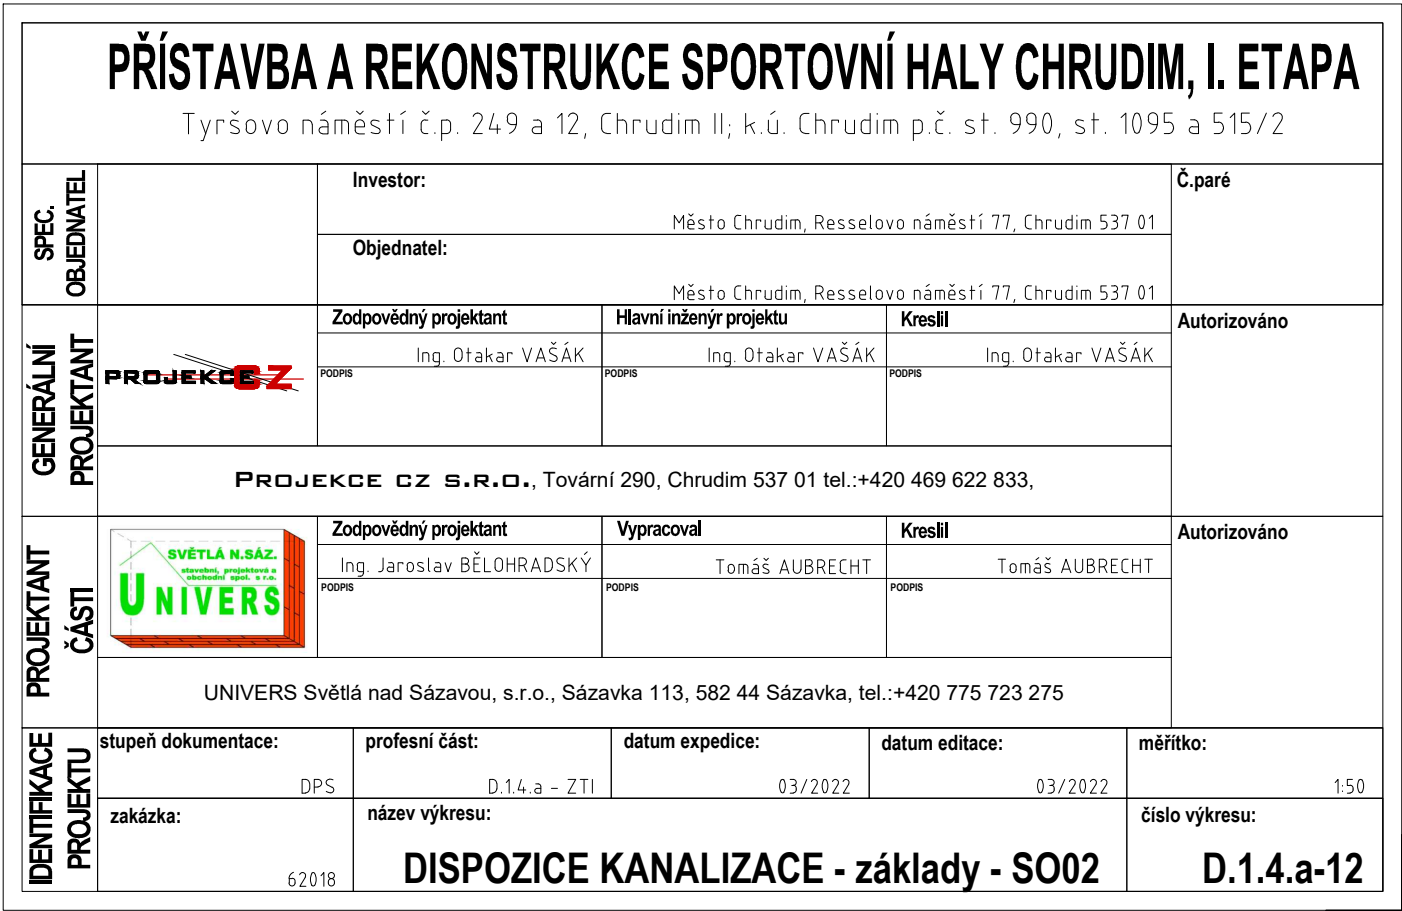 PŘÍSTAVBA A REKONSTRUKCE SPORTOVNÍ HALY CHRUDIM, I. ETAPA
Tyršovo náměstí č.p. 249 a 12, Chrudim II; k.ú. Chrudim p.č. st. 990, st. 1095 a 515/2
SPEC.
OBJEDNATEL
Investor:
Město Chrudim, Resselovo náměstí 77, Chrudim 537 01
Objednatel:
Město Chrudim, Resselovo náměstí 77, Chrudim 537 01
Č.paré
GENERÁLNÍ
PROJEKTANT
PROJEKCE CZ
Zodpovědný projektant
Ing. Otakar VAŠÁK
PODPIS
Hlavní inženýr projektu
Ing. Otakar VAŠÁK
PODPIS
Kreslil
Ing. Otakar VAŠÁK
PODPIS
Autorizováno
PROJEKCE CZ S.R.O., Tovární 290, Chrudim 537 01 tel.:+420 469 622 833,
PROJEKTANT
ČÁSTI
SVĚTLÁ N.SÁZ.
stavební, projektová a
obchodní spol. s r.o.
UNIVERS
Zodpovědný projektant
Ing. Jaroslav BĚLOHRADSKÝ
PODPIS
Vypracoval
Tomáš AUBRECHT
PODPIS
Kreslil
Tomáš AUBRECHT
PODPIS
Autorizováno
UNIVERS Světlá nad Sázavou, s.r.o., Sázavka 113, 582 44 Sázavka, tel.:+420 775 723 275
IDENTIFIKACE
PROJEKTU
stupeň dokumentace:
DPS
profesní část:
D.1.4.a - ZTI
datum expedice:
03/2022
datum editace:
03/2022
měřítko:
1:50
zakázka:
62018
název výkresu:
DISPOZICE KANALIZACE - základy - SO02
číslo výkresu:
D.1.4.a-12